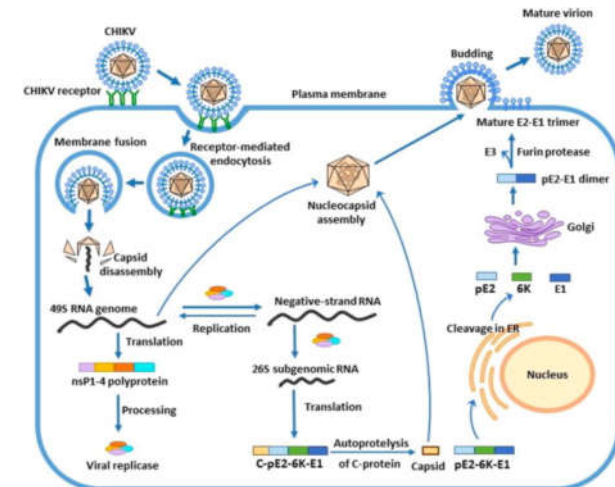 CHIKV
Mature virion
Budding
CHIKV receptor
Plasma membrane
Mature E2-E1 trimer
Membrane fusion
Receptor-mediated
endocytosis
E3
Furin protease
pE2-E1 dimer
Nucleocapsid
assembly
Golgi
Capsid
disassembly
pE2
6K
E1
49S RNA genome
Negative-strand RNA
Replication
Cleavage in ER
Translation
nsP1-4 polyprotein
26S subgenomic RNA
Nucleus
Processing
Translation
Viral replicase
C-pE2-6K-E1
Autoprotelysis
of C-protein
Capsid
pE2-6K-E1